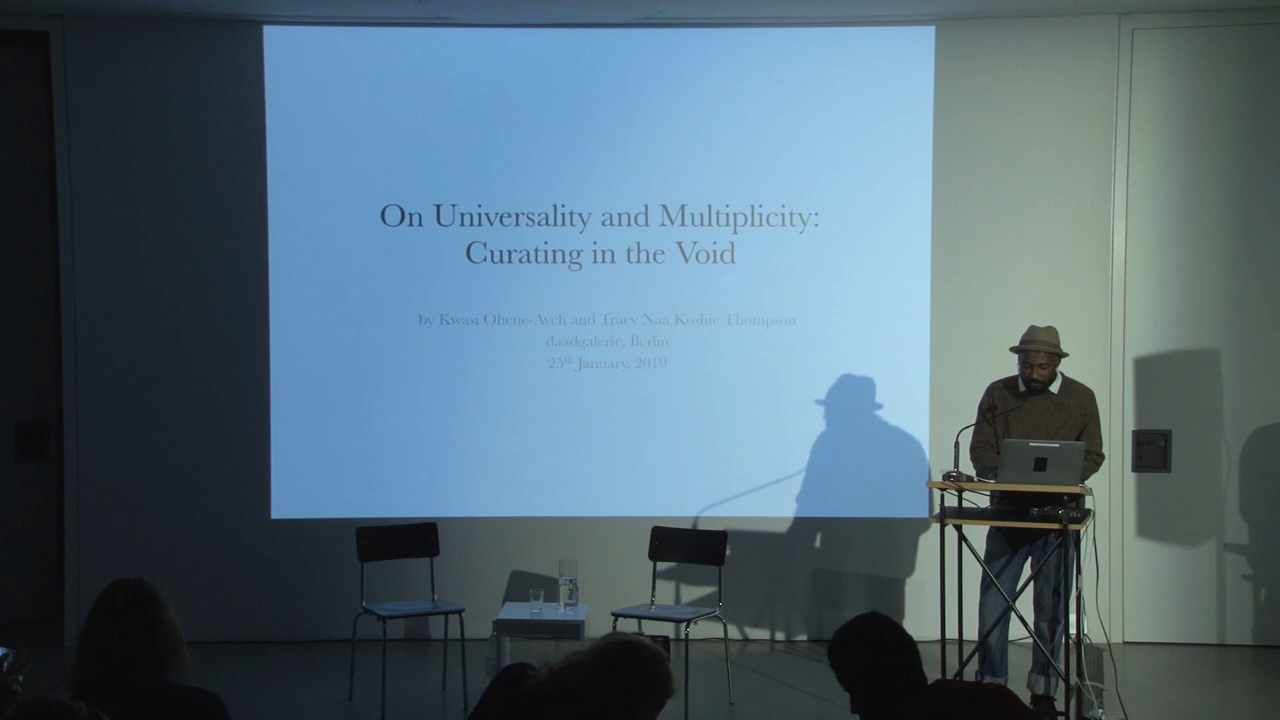 On Universality and Multiplicity:
Curating in the Void
by Kwasi Ohene-Ayeh and Tracy Naa Koshie Thompson
daadgalerie, Berlin
25th January, 2019